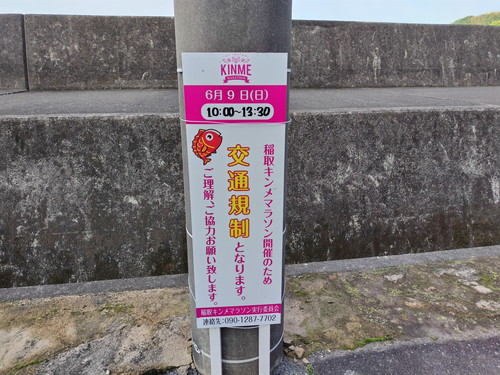 KINME
6月9日(日)
10:00~13:30
稲取キンメマラソン開催のため
交通規制となります。
ご理解、ご協力お願い致します。
稲取キンメマラソン実行委員会
連絡先:090-1287-7702